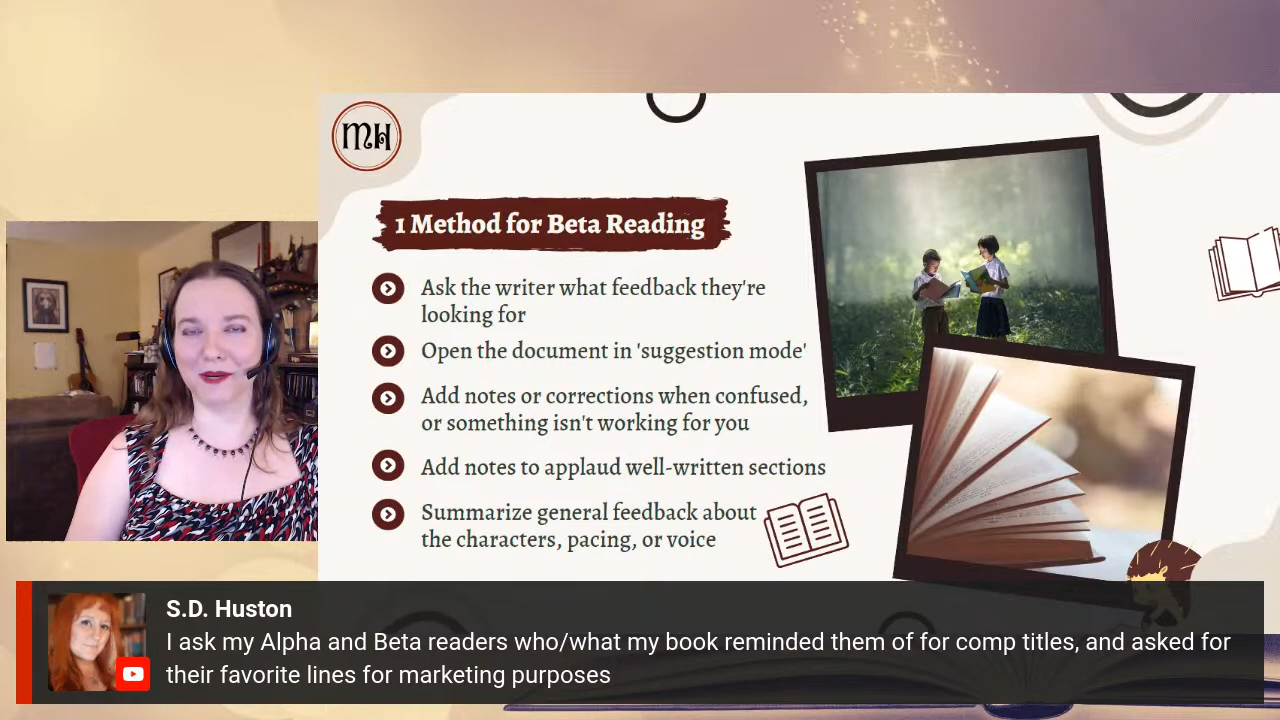 MH
1 Method for Beta Reading
Ask the writer what feedback they're
looking for
Open the document in 'suggestion mode'
Add notes or corrections when confused,
or something isn't working for you
Add notes to applaud well-written sections
Summarize general feedback about
the characters, pacing, or voice
S.D. Huston
I ask my Alpha and Beta readers who/what my book reminded them of for comp titles, and asked for
their favorite lines for marketing purposes